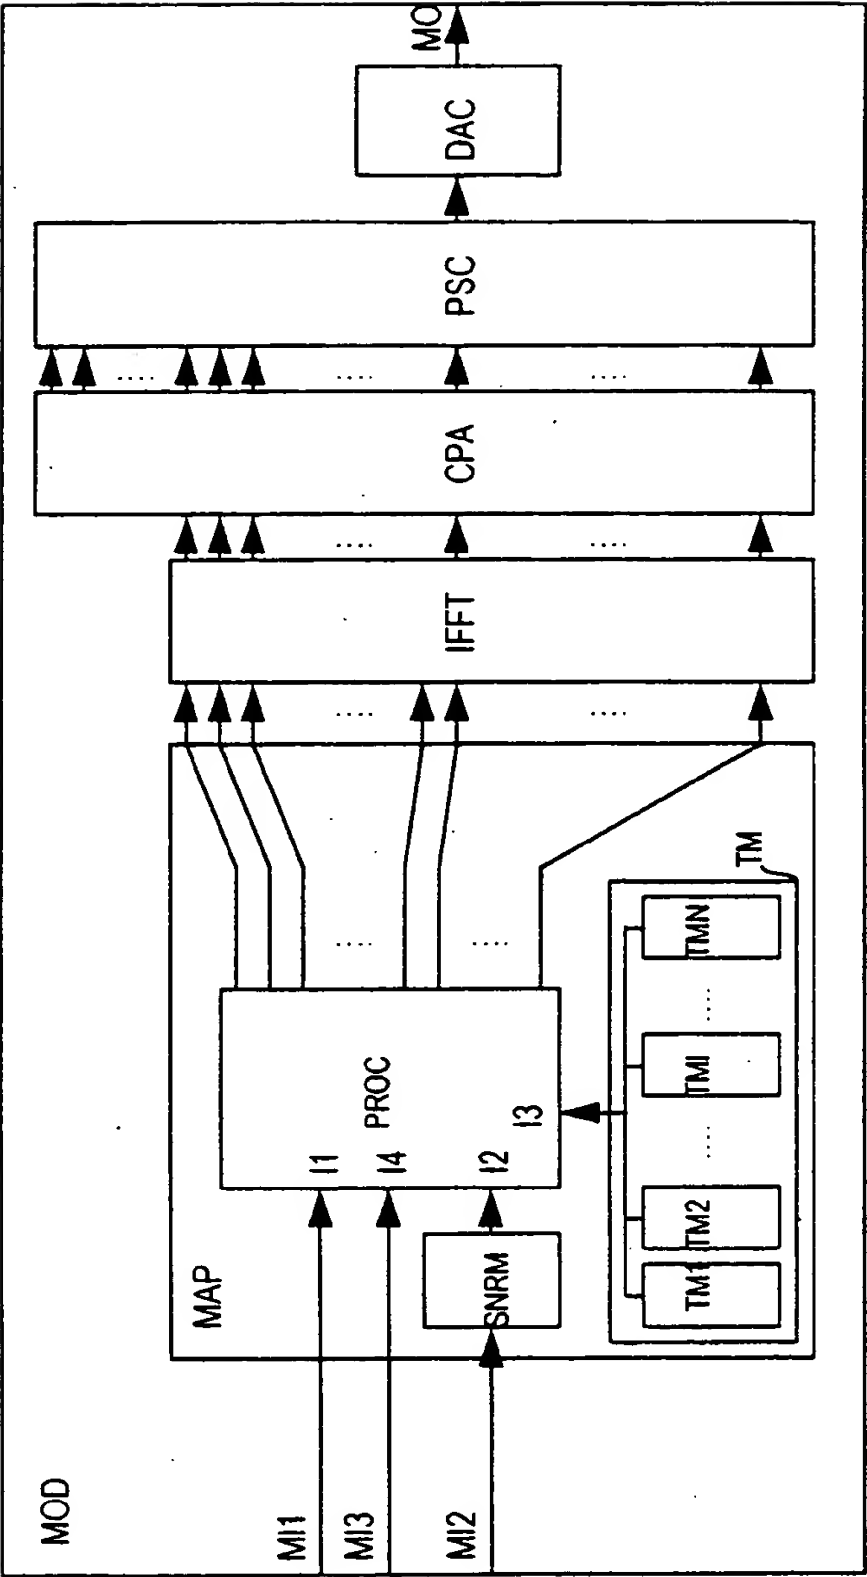 MOD
MI1
MI3
MI2
MAP
SNRM
I1
I4
I2
I3
PROC
TM1
TM2
TMI
TMN
TM
....
....
....
....
IFFT
....
....
CPA
....
....
....
PSC
DAC
MO
....
....